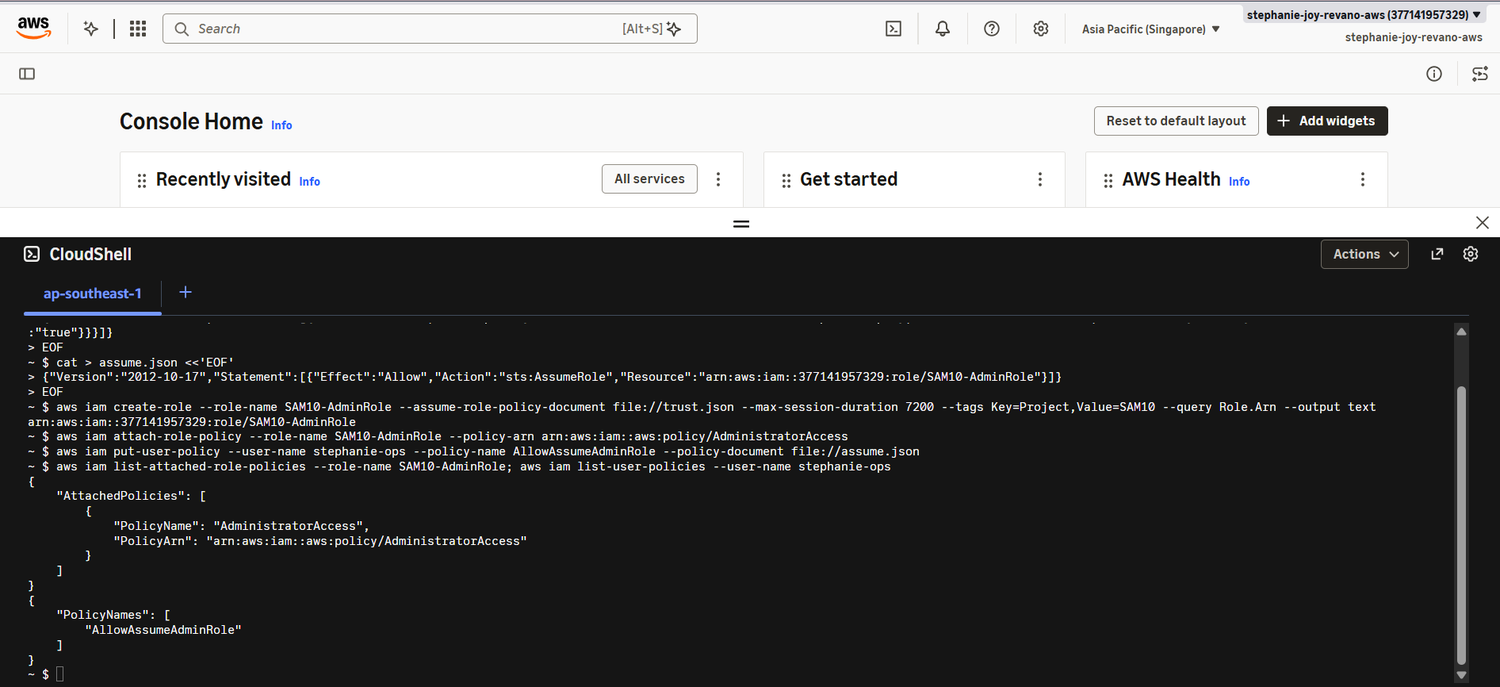 aws
Search
[Alt+S]
Asia Pacific (Singapore)
stephanie-joy-revano-aws (377141957329)
stephanie-joy-revano-aws
Console Home Info
Reset to default layout
Add widgets
Recently visited Info
All services
Get started
AWS Health Info
CloudShell
Actions
ap-southeast-1
:"true"}}}]}
> EOF
~ $ cat > assume.json <<'EOF'
> {"Version":"2012-10-17","Statement":[{"Effect":"Allow","Action":"sts:AssumeRole","Resource":"arn:aws:iam::377141957329:role/SAM10-AdminRole"}]}
> EOF
~ $ aws iam create-role --role-name SAM10-AdminRole --assume-role-policy-document file://trust.json --max-session-duration 7200 --tags Key=Project,Value=SAM10 --query Role.Arn --output text
arn:aws:iam::377141957329:role/SAM10-AdminRole
~ $ aws iam attach-role-policy --role-name SAM10-AdminRole --policy-arn arn:aws:iam::aws:policy/AdministratorAccess
~ $ aws iam put-user-policy --user-name stephanie-ops --policy-name AllowAssumeAdminRole --policy-document file://assume.json
~ $ aws iam list-attached-role-policies --role-name SAM10-AdminRole; aws iam list-user-policies --user-name stephanie-ops
{
    "AttachedPolicies": [
        {
            "PolicyName": "AdministratorAccess",
            "PolicyArn": "arn:aws:iam::aws:policy/AdministratorAccess"
        }
    ]
}
{
    "PolicyNames": [
        "AllowAssumeAdminRole"
    ]
}
~ $